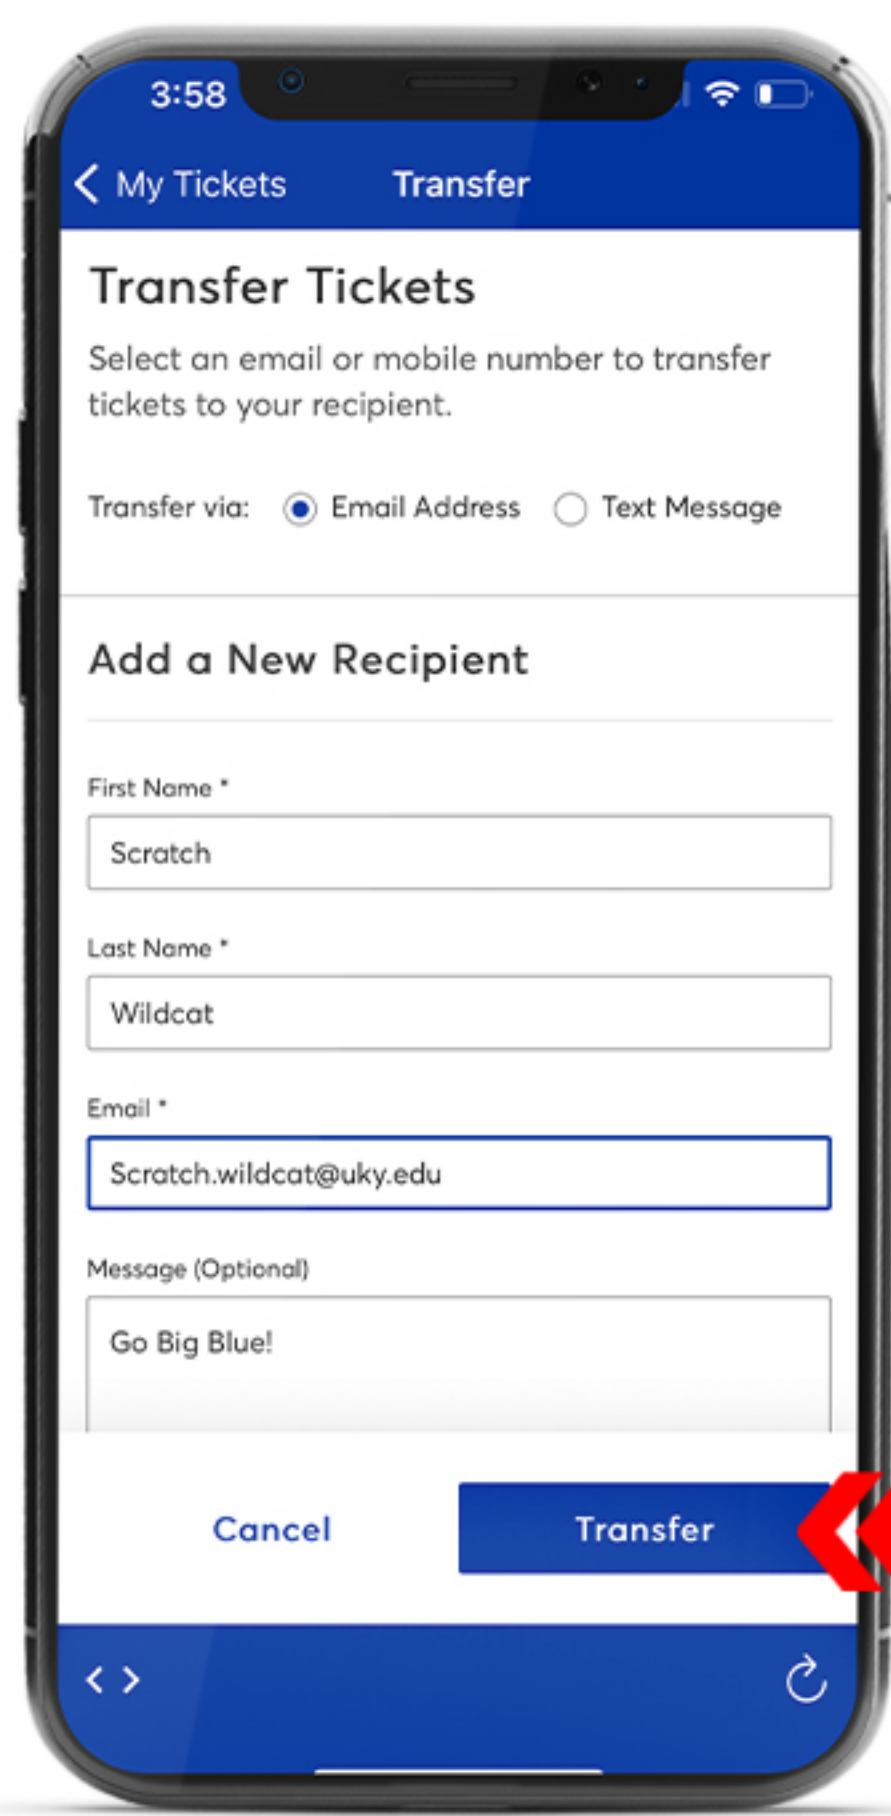 3:58
My Tickets Transfer
Transfer Tickets
Select an email or mobile number to transfer
tickets to your recipient.
Transfer via: Email Address Text Message
Add a New Recipient
First Name *
Scratch
Last Name *
Wildcat
Email *
Scratch.wildcat@uky.edu
Message (Optional)
Go Big Blue!
Cancel Transfer